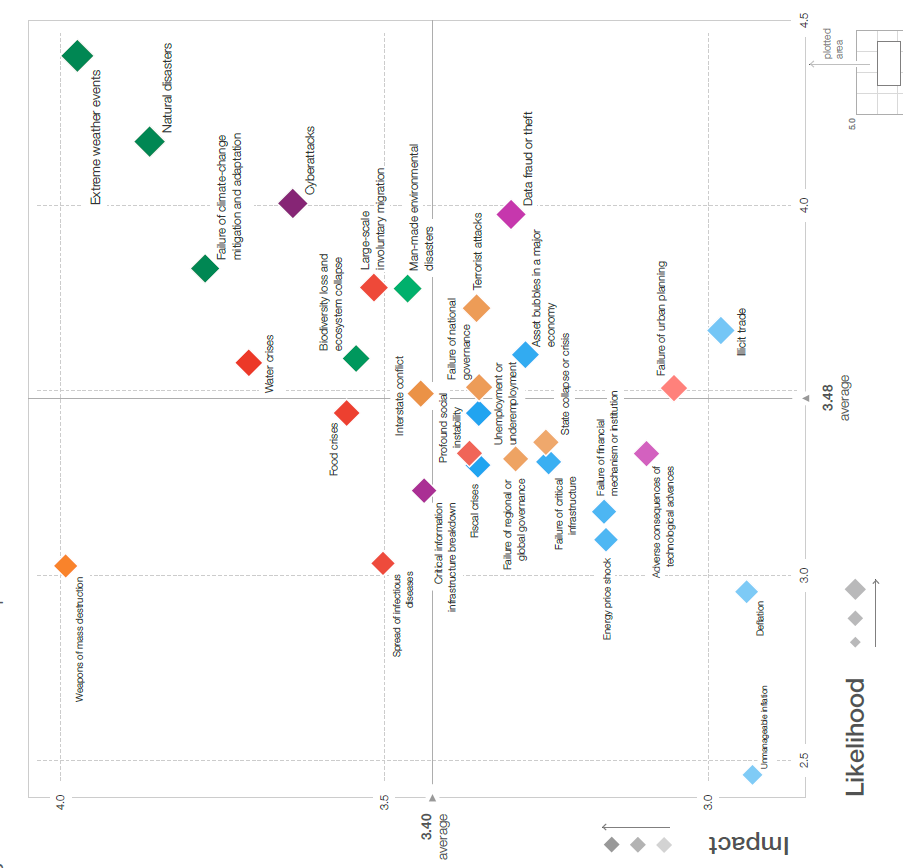 4.5
plotted
area
5.0
Extreme weather events
Natural disasters
Failure of climate-change
mitigation and adaptation
Cyberattacks
Data fraud or theft
4.0
Large-scale
involuntary migration
Man-made environmental
disasters
Biodiversity loss and
ecosystem collapse
Terrorist attacks
Failure of national
governance
Asset bubbles in a major
economy
Failure of urban planning
Illicit trade
Water crises
Interstate conflict
Food crises
Profound social
instability
Unemployment or
underemployment
State collapse or crisis
3.48
average
Fiscal crises
Critical information
infrastructure breakdown
Failure of regional or
global governance
Failure of critical
infrastructure
Failure of financial
mechanism or institution
Adverse consequences of
technological advances
Energy price shock
Weapons of mass destruction
Spread of infectious
diseases
3.0
Deflation
Unmanageable inflation
2.5
Likelihood
4.0
3.5
3.40
average
3.0
Impact